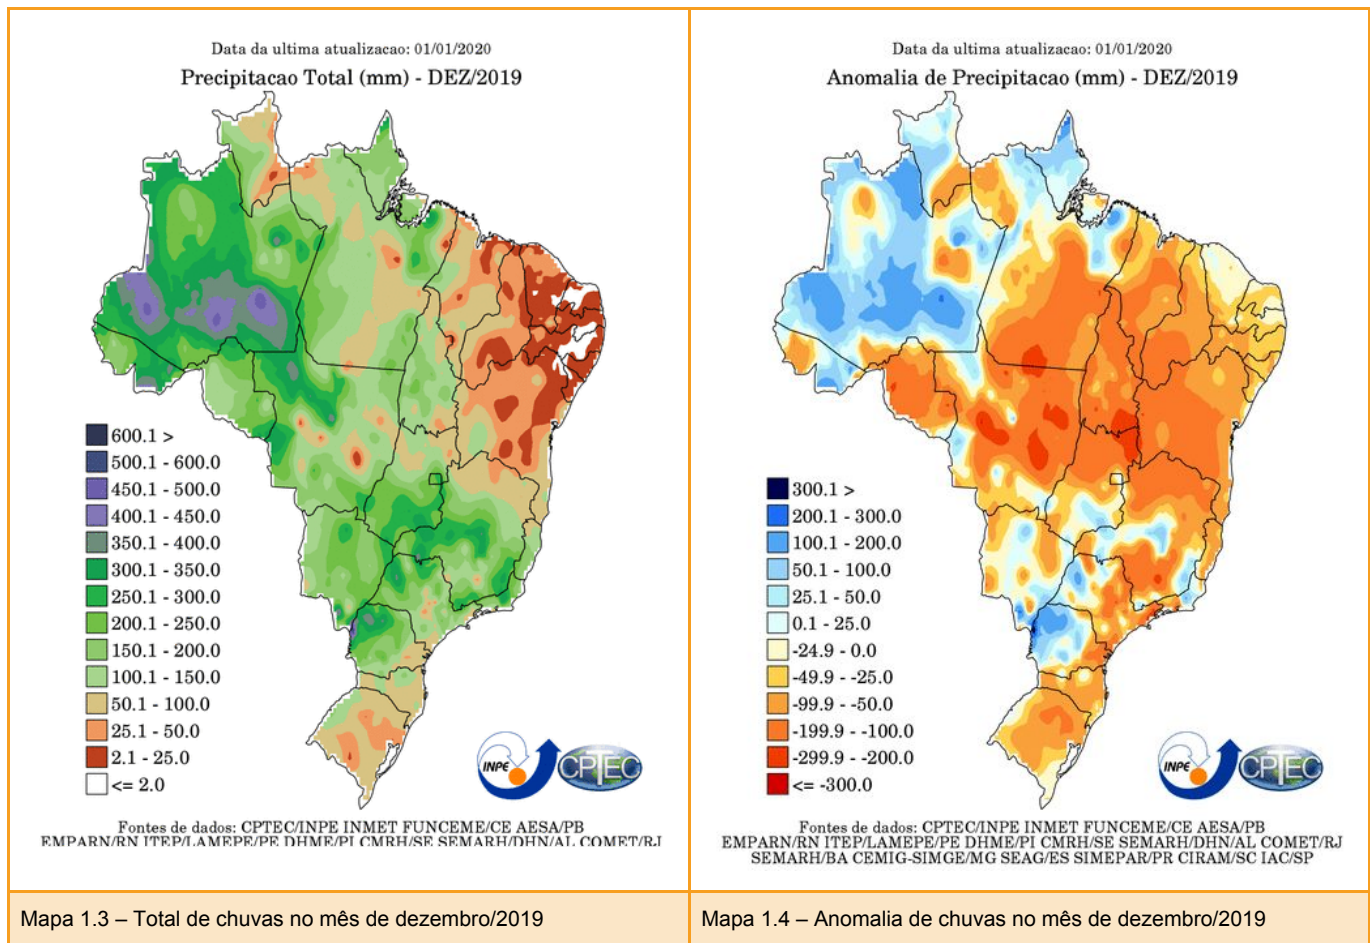 Data da ultima atualizacao: 01/01/2020
Precipitacao Total (mm) - DEZ/2019
600.1 >
500.1 - 600.0
450.1 - 500.0
400.1 - 450.0
350.1 - 400.0
300.1 - 350.0
250.1 - 300.0
200.1 - 250.0
150.1 - 200.0
100.1 - 150.0
50.1 - 100.0
25.1 - 50.0
2.1 - 25.0
<= 2.0
INPE
CPTEC
Fontes de dados: CPTEC/INPE INMET FUNCEME/CE AESA/PB
EMPARN/RN ITEP/LAMEPE/PE DHME/PI CMRH/SE SEMARH/DHN/AL COMET/RJ
Mapa 1.3 – Total de chuvas no mês de dezembro/2019
Data da ultima atualizacao: 01/01/2020
Anomalia de Precipitacao (mm) - DEZ/2019
300.1 >
200.1 - 300.0
100.1 - 200.0
50.1 - 100.0
25.1 - 50.0
0.1 - 25.0
-24.9 - 0.0
-49.9 - -25.0
-99.9 - -50.0
-199.9 - -100.0
-299.9 - -200.0
<= -300.0
INPE
CPTEC
Fontes de dados: CPTEC/INPE INMET FUNCEME/CE AESA/PB
EMPARN/RN ITEP/LAMEPE/PE DHME/PI CMRH/SE SEMARH/DHN/AL COMET/RJ
SEMARH/BA CEMIG-SIMGE/MG SEAG/ES SIMEPAR/PR CIRAM/SC IAC/SP
Mapa 1.4 – Anomalia de chuvas no mês de dezembro/2019